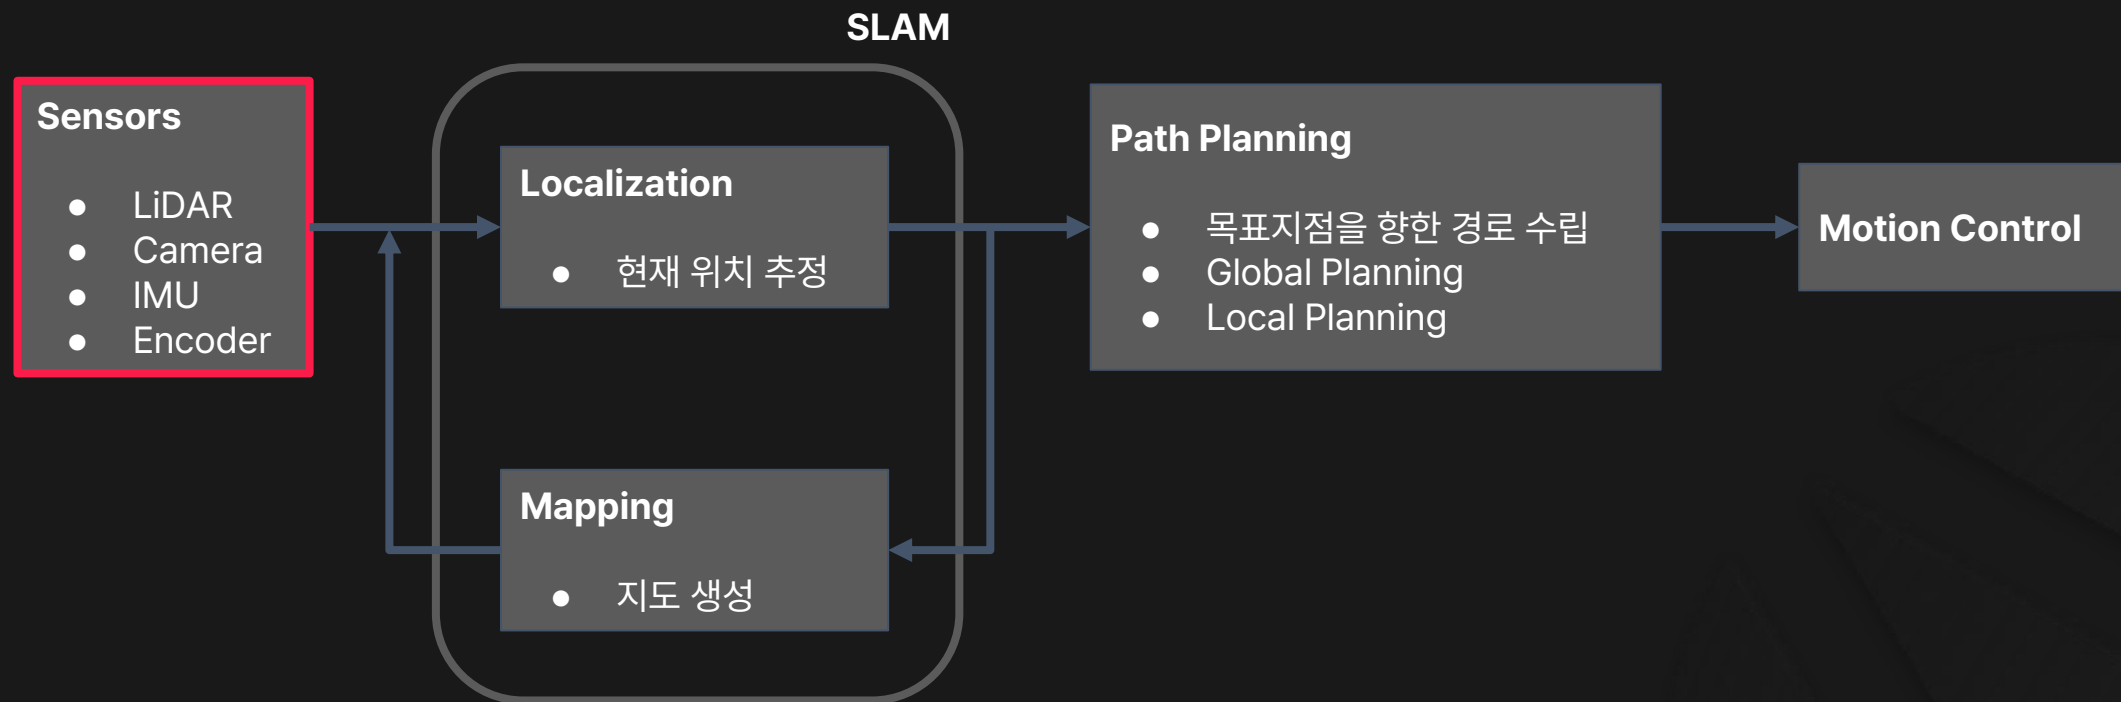 SLAM
Sensors
● LiDAR
● Camera
● IMU
● Encoder
Localization
● 현재 위치 추정
Mapping
● 지도 생성
Path Planning
● 목표지점을 향한 경로 수립
● Global Planning
● Local Planning
Motion Control